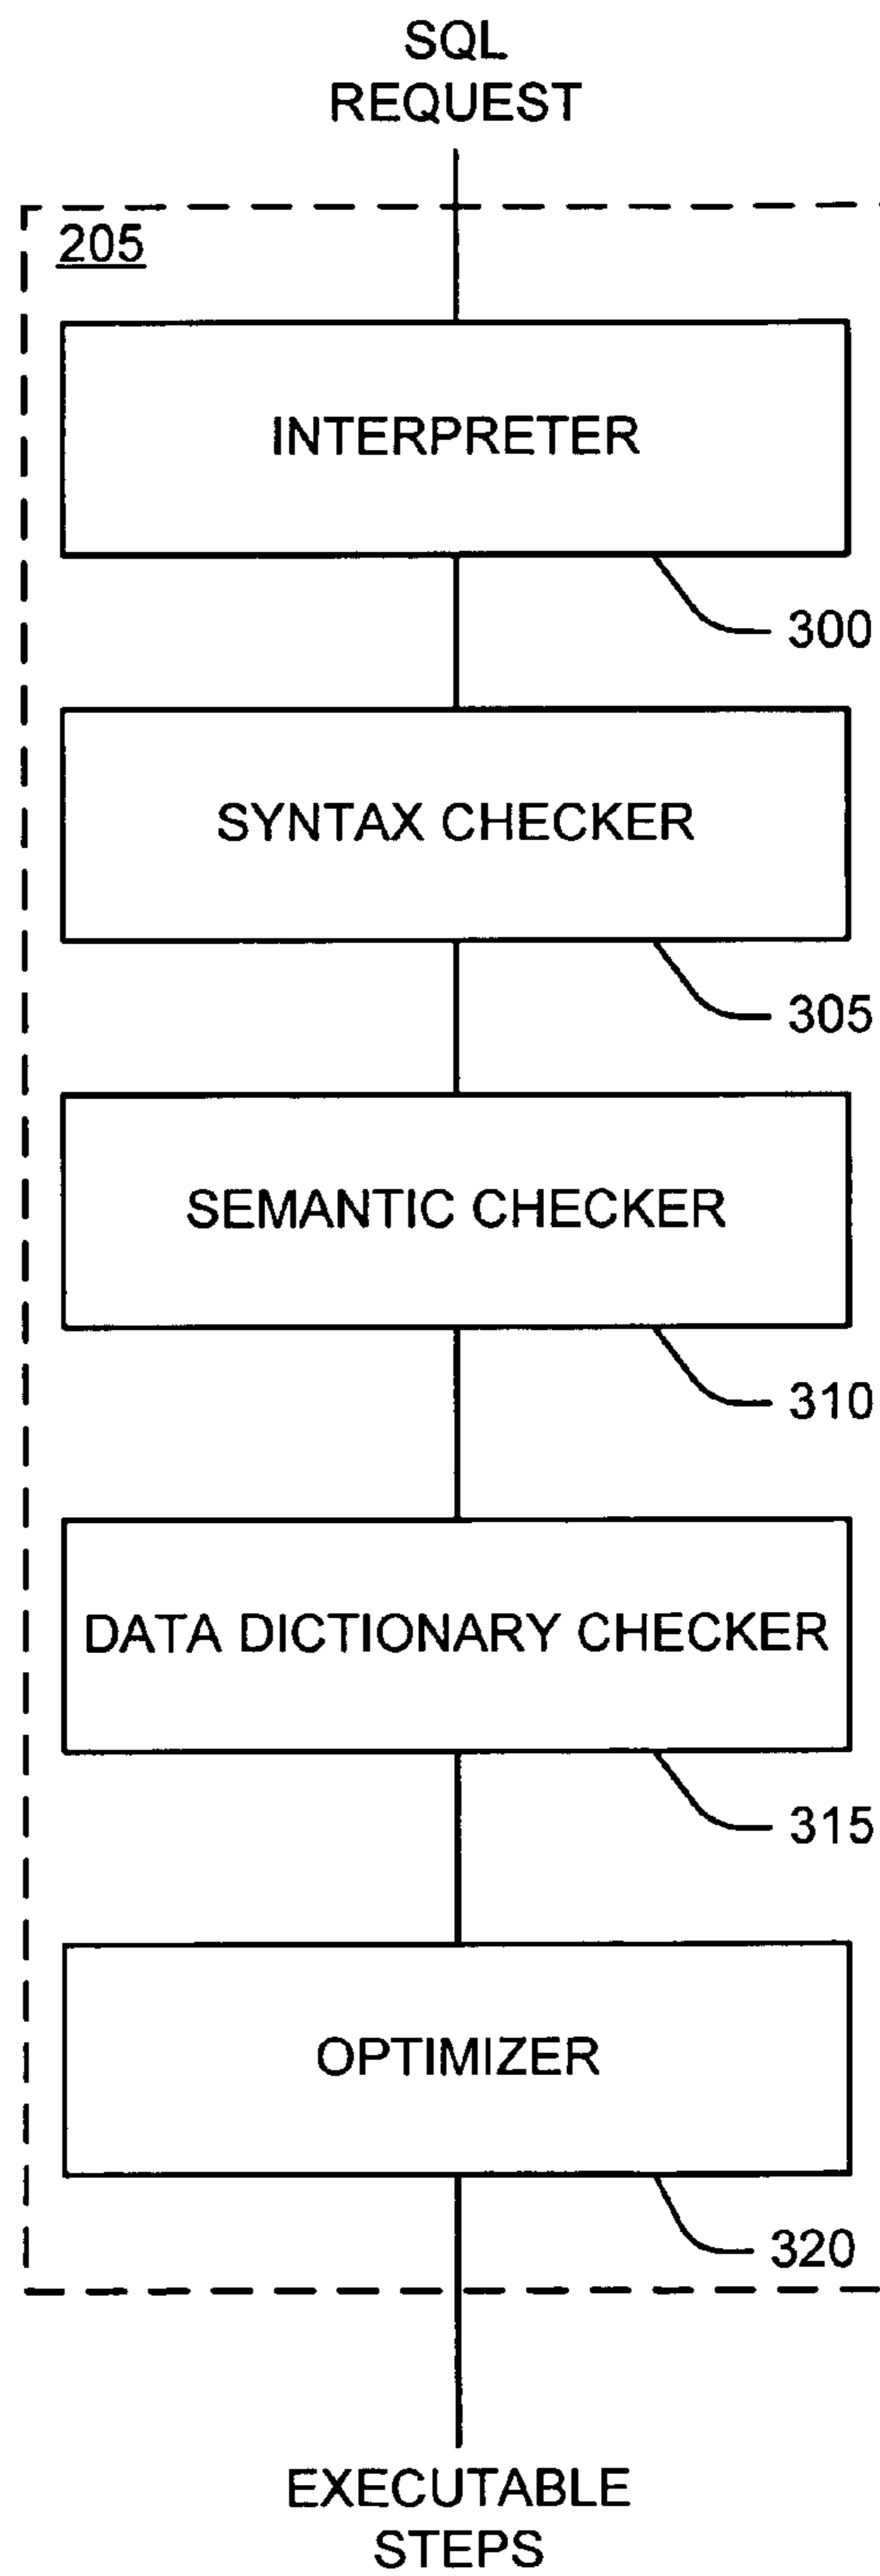 SQL
REQUEST
205
INTERPRETER
300
SYNTAX CHECKER
305
SEMANTIC CHECKER
310
DATA DICTIONARY CHECKER
315
OPTIMIZER
320
EXECUTABLE
STEPS